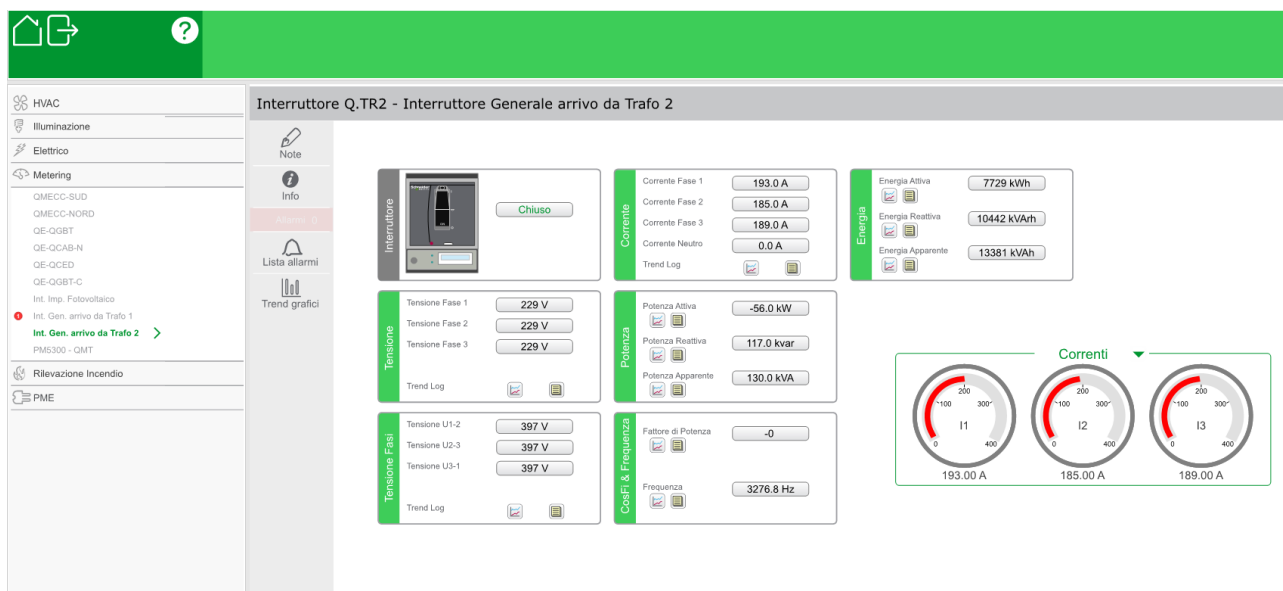 ?
Interruttore Q.TR2 - Interruttore Generale arrivo da Trafo 2
HVAC
Illuminazione
Elettrico
Metering
QMECC-SUD
QMECC-NORD
QE-QGBT
QE-QCAB-N
QE-QCED
QE-QGBT-C
Int. Imp. Fotovoltaico
Int. Gen. arrivo da Trafo 1
Int. Gen. arrivo da Trafo 2
PM5300 - QMT
Rilevazione Incendio
PME
Note
Info
Allarmi 0
Lista allarmi
Trend grafici
Interruttore
Chiuso
Corrente
Corrente Fase 1 193.0 A
Corrente Fase 2 185.0 A
Corrente Fase 3 189.0 A
Corrente Neutro 0.0 A
Trend Log
Energia
Energia Attiva 7729 kWh
Energia Reattiva 10442 kVArh
Energia Apparente 13381 kVAh
Tensione
Tensione Fase 1 229 V
Tensione Fase 2 229 V
Tensione Fase 3 229 V
Trend Log
Potenza
Potenza Attiva -56.0 kW
Potenza Reattiva 117.0 kvar
Potenza Apparente 130.0 kVA
Tensione Fasi
Tensione U1-2 397 V
Tensione U2-3 397 V
Tensione U3-1 397 V
Trend Log
CosFi & Frequenza
Fattore di Potenza -0
Frequenza 3276.8 Hz
Correnti
0 100 200 300 400
I1
193.00 A
0 100 200 300 400
I2
185.00 A
0 100 200 300 400
I3
189.00 A